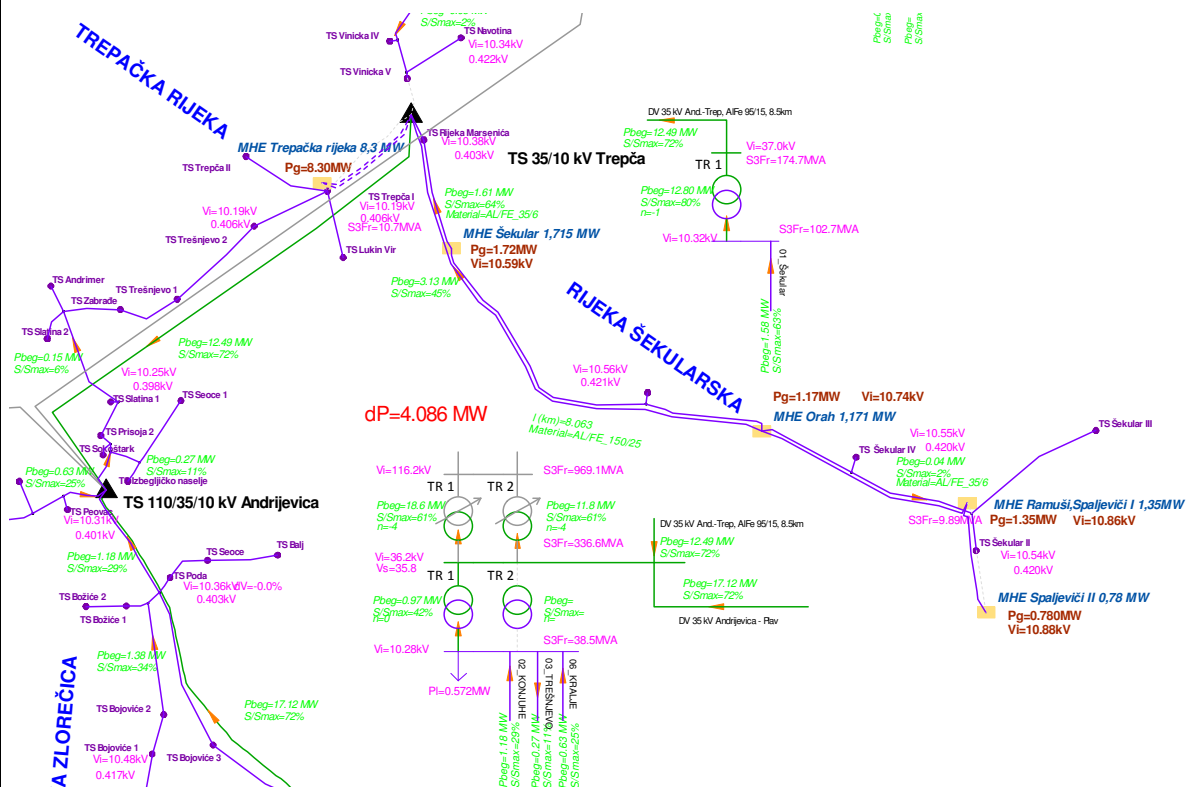 S/Smax=2%
TS Vinicka IV
TS Navotina
Vi=10.34kV
0.422kV
TS Vinicka V
Pbeg=
S/Smax=
TREPAČKA RIJEKA
TS Rijeka Marsenića
Vi=10.38kV
0.403kV
MHE Trepačka rijeka 8,3 MW
Pg=8.30MW
TS Trepča II
TS 35/10 kV Trepča
TS Trepča I
Vi=10.19kV
0.406kV
S3Fr=10.7MVA
Vi=10.19kV
0.406kV
TS Trešnjevo 2
TS Lukin Vir
Pbeg=1.61 MW
S/Smax=64%
Material=AL/FE_35/6
MHE Šekular 1,715 MW
Pg=1.72MW
Vi=10.59kV
Pbeg=3.13 MW
S/Smax=45%
DV 35 kV And.-Trep, AlFe 95/15, 8.5km
Pbeg=12.49 MW
S/Smax=72%
Vi=37.0kV
S3Fr=174.7MVA
TR 1
Pbeg=12.80 MW
S/Smax=80%
n=-1
Vi=10.32kV
S3Fr=102.7MVA
01_Šekular
Pbeg=1.58 MW
S/Smax=63%
TS Andrimer
TS Trešnjevo 1
TS Zabrađe
TS Slatina 2
Pbeg=0.15 MW
S/Smax=6%
Pbeg=12.49 MW
S/Smax=72%
Vi=10.25kV
0.398kV
TS Slatina 1
TS Seoce 1
TS Prisoja 2
TS Sokoštark
Pbeg=0.27 MW
S/Smax=11%
Pbeg=0.63 MW
S/Smax=25%
TS Izbegljičko naselje
TS 110/35/10 kV Andrijevica
TS Peovac
Vi=10.31kV
0.401kV
Pbeg=1.18 MW
S/Smax=29%
TS Seoce
TS Balj
TS Poda
Vi=10.36kV
dV=-0.0%
0.403kV
TS Božiće 2
TS Božiće 1
Pbeg=1.38 MW
S/Smax=34%
A ZLOREČICA
TS Bojoviće 2
Pbeg=17.12 MW
S/Smax=72%
TS Bojoviće 1
Vi=10.48kV
0.417kV
TS Bojoviće 3
RIJEKA ŠEKULARSKA
Vi=10.56kV
0.421kV
dP=4.086 MW
l (km)=8.063
Material=AL/FE_150/25
Pg=1.17MW
Vi=10.74kV
MHE Orah 1,171 MW
TS Šekular III
Vi=10.55kV
0.420kV
TS Šekular IV
Pbeg=0.04 MW
S/Smax=2%
Material=AL/FE_35/6
MHE Ramuši,Spaljevići I 1,35MW
S3Fr=9.89MVA
Pg=1.35MW
Vi=10.86kV
TS Šekular II
Vi=10.54kV
0.420kV
MHE Spaljeviči II 0,78 MW
Pg=0.780MW
Vi=10.88kV
Vi=116.2kV
S3Fr=969.1MVA
TR 1
TR 2
Pbeg=18.6 MW
S/Smax=61%
n=-4
Pbeg=11.8 MW
S/Smax=61%
n=-4
S3Fr=336.6MVA
Vi=36.2kV
Vs=35.8
DV 35 kV And.-Trep, AlFe 95/15, 8.5km
Pbeg=12.49 MW
S/Smax=72%
TR 1
TR 2
Pbeg=0.97 MW
S/Smax=42%
n=0
Pbeg=
S/Smax=
n=
Pbeg=17.12 MW
S/Smax=72%
DV 35 kV Andrijevica - Plav
S3Fr=38.5MVA
Vi=10.28kV
Pl=0.572MW
02_KONJUHE
03_TREŠNJEVO
06_KRALJE
Pbeg=1.18 MW
S/Smax=29%
Pbeg=0.27 MW
S/Smax=11%
Pbeg=0.63 MW
S/Smax=25%